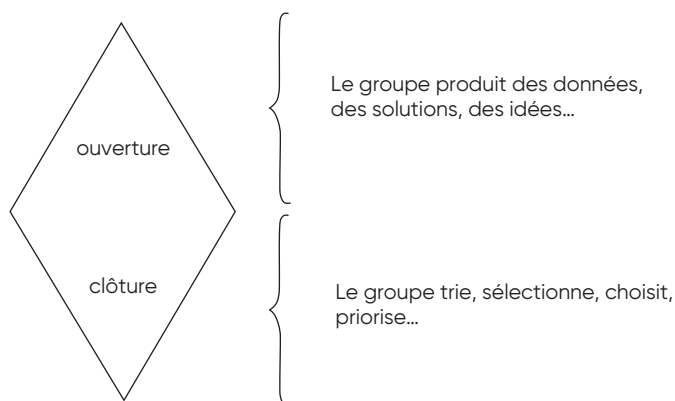 ouverture
Le groupe produit des données,
des solutions, des idées…
clôture
Le groupe trie, sélectionne, choisit,
priorise…